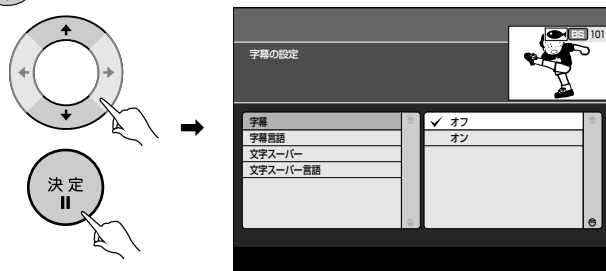 決定
BS 101
字幕の設定
字幕
字幕言語
文字スーパー
文字スーパー言語
オフ
オン